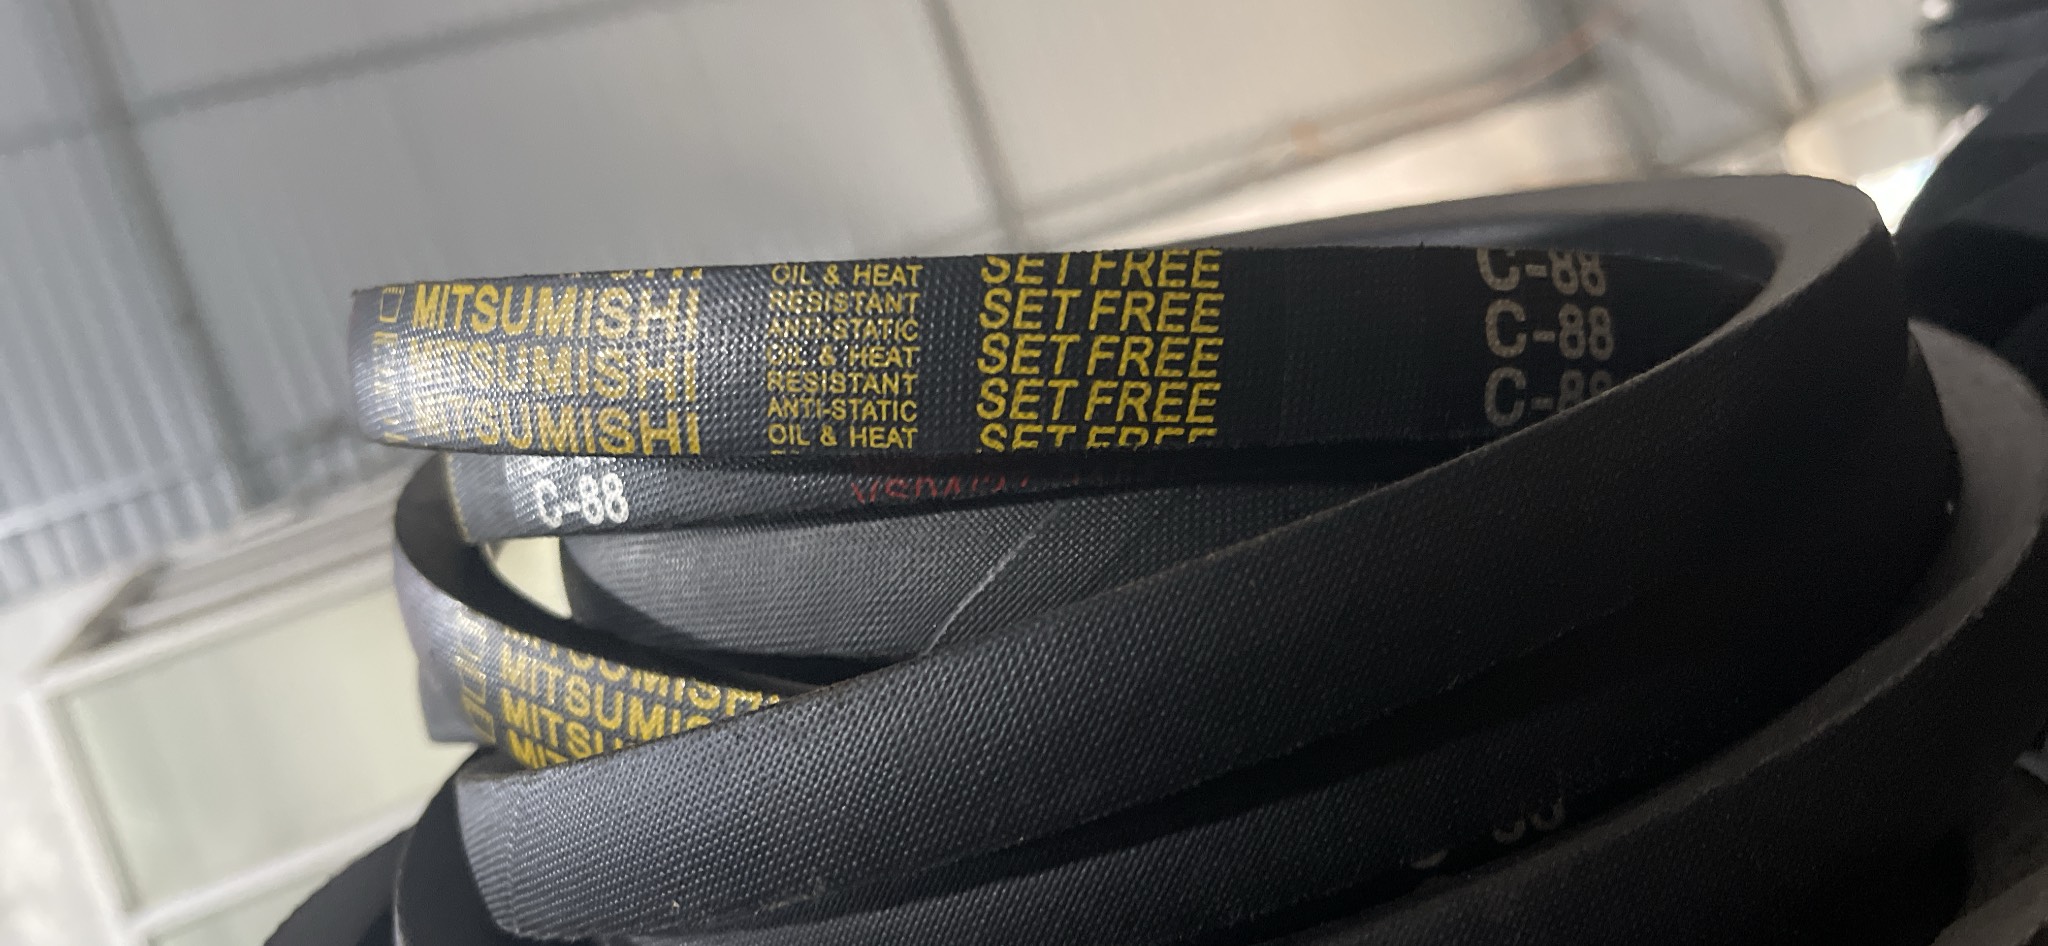 MITSUMISHI
MITSUMISHI
MITSUMISHI
OIL & HEAT
RESISTANT
ANTI-STATIC
OIL & HEAT
RESISTANT
ANTI-STATIC
OIL & HEAT
SET FREE
SET FREE
SET FREE
SET FREE
SET FREE
C-88
C-88
C-88
C-88
MITSUMISHI
MITSUMISHI